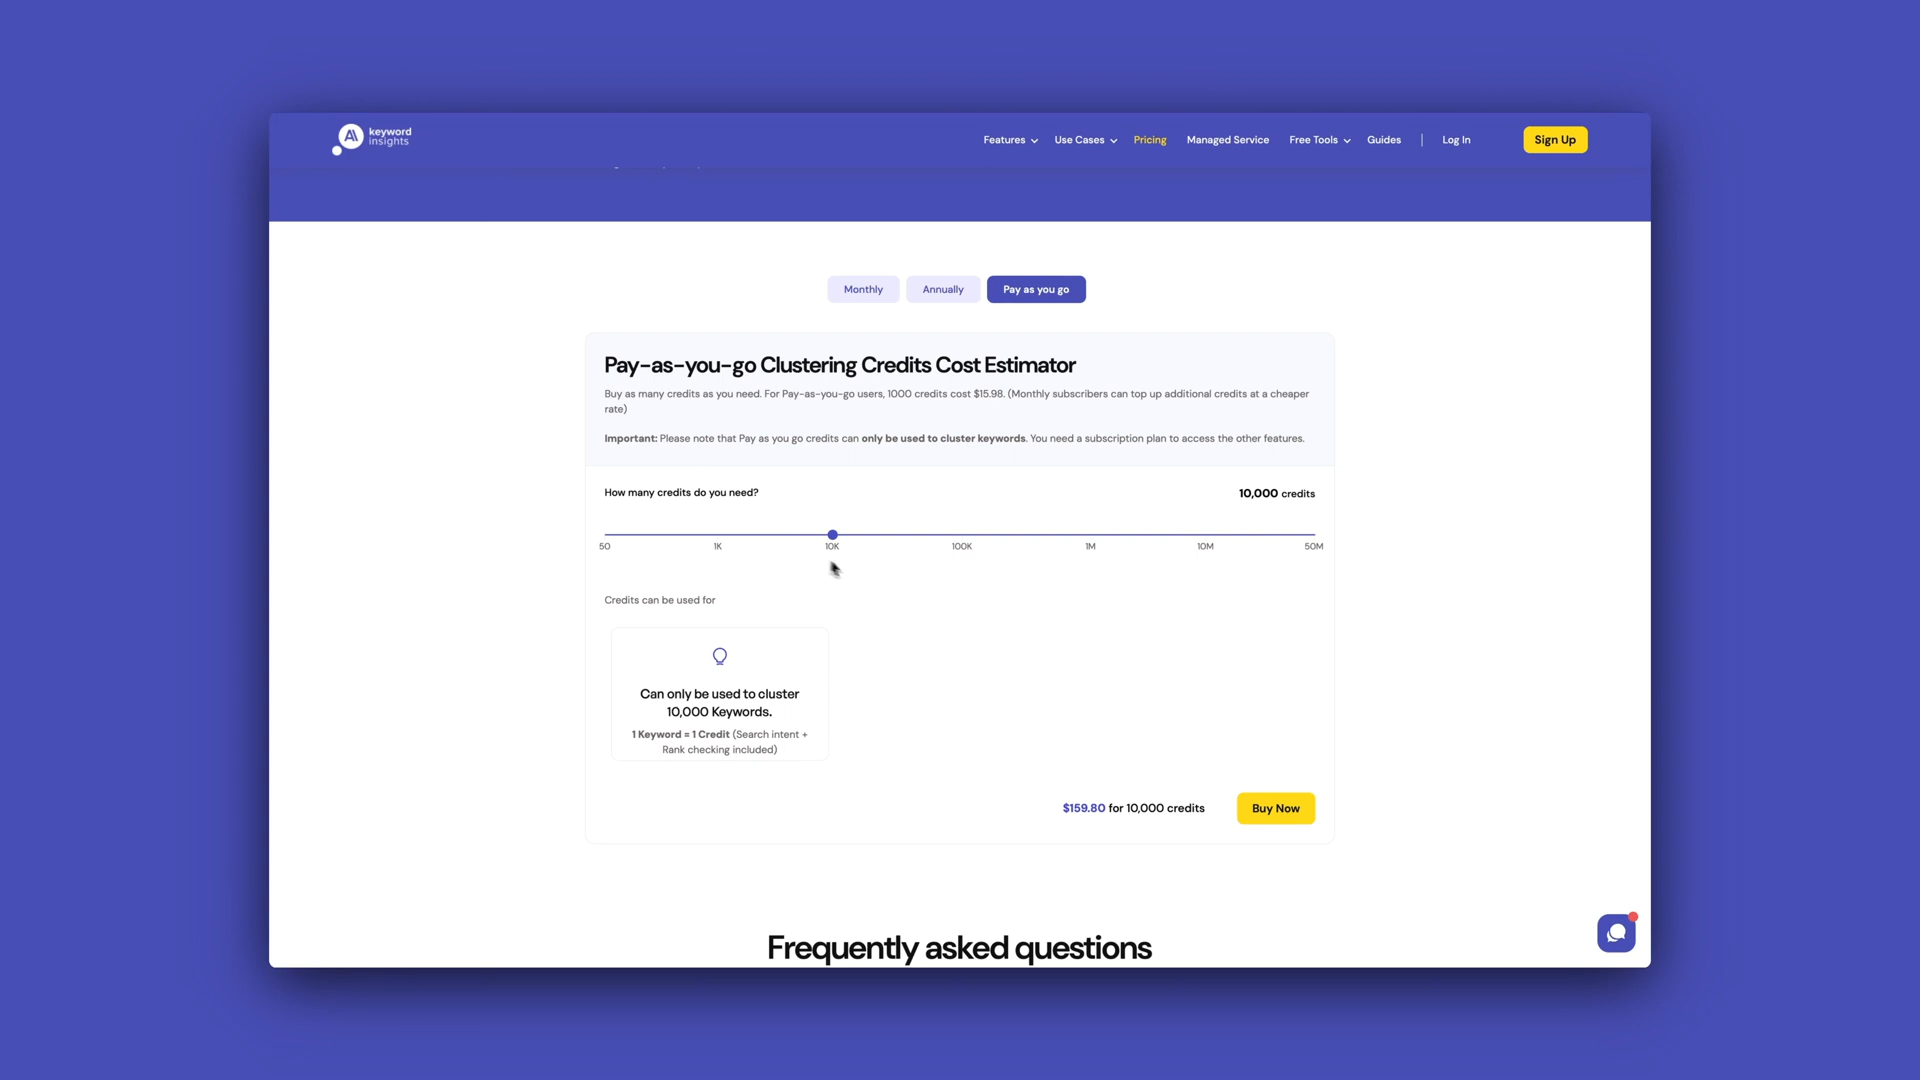 keyword
insights
Features
Use Cases
Pricing
Managed Service
Free Tools
Guides
Log In
Sign Up
Monthly
Annually
Pay as you go
Pay-as-you-go Clustering Credits Cost Estimator
Buy as many credits as you need. For Pay-as-you-go users, 1000 credits cost $15.98. (Monthly subscribers can top up additional credits at a cheaper
rate)
Important: Please note that Pay as you go credits can only be used to cluster keywords. You need a subscription plan to access the other features.
How many credits do you need?
10,000 credits
50
1K
10K
100K
1M
10M
50M
Credits can be used for
Can only be used to cluster
10,000 Keywords.
1 Keyword = 1 Credit (Search intent +
Rank checking included)
$159.80 for 10,000 credits
Buy Now
Frequently asked questions